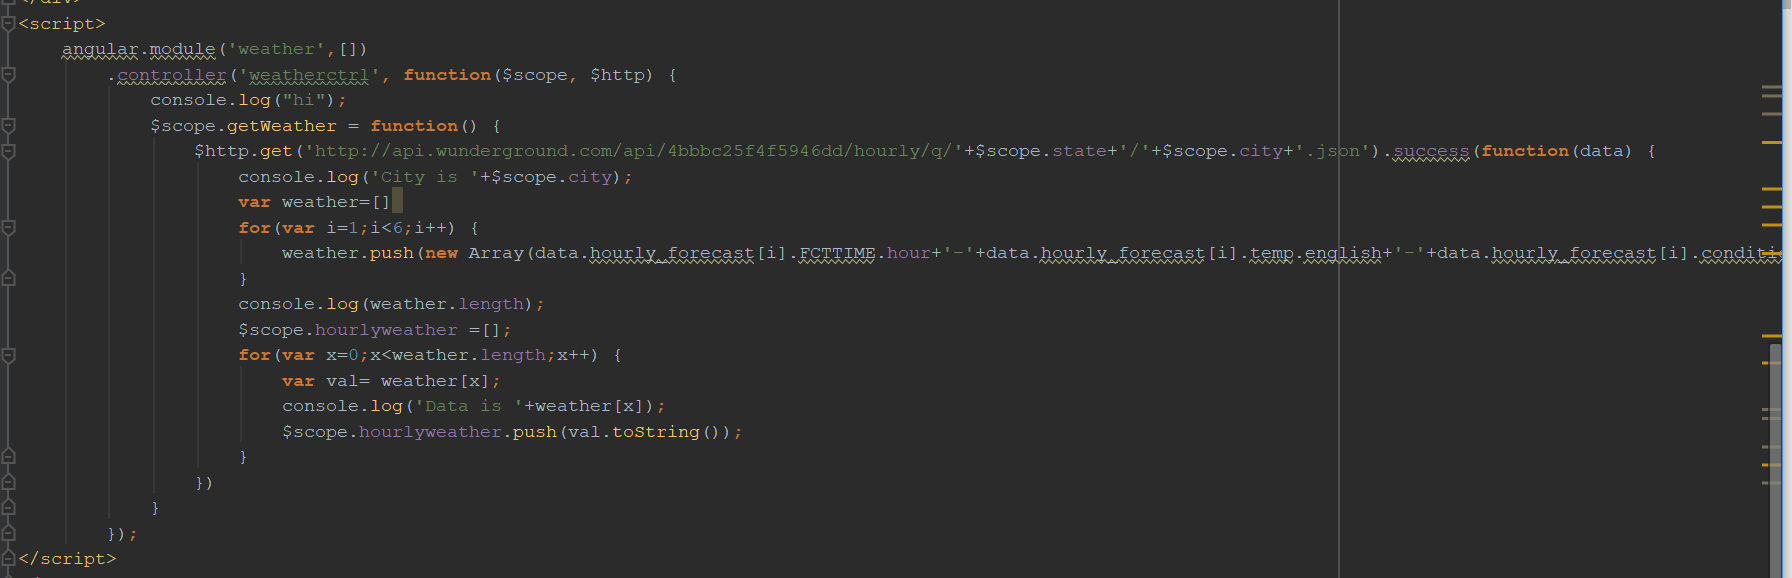 </div>
<script>
angular.module('weather',[])
.controller('weatherctrl', function($scope, $http) {
console.log("hi");
$scope.getWeather = function() {
$http.get('http://api.wunderground.com/api/4bbbc25f4f5946dd/hourly/q/'+$scope.state+'/'+$scope.city+'.json').success(function(data) {
console.log('City is '+$scope.city);
var weather=[]
for(var i=1;i<6;i++) {
weather.push(new Array(data.hourly_forecast[i].FCTTIME.hour+'-'+data.hourly_forecast[i].temp.english+'-'+data.hourly_forecast[i].conditi
}
console.log(weather.length);
$scope.hourlyweather =[];
for(var x=0;x<weather.length;x++) {
var val= weather[x];
console.log('Data is '+weather[x]);
$scope.hourlyweather.push(val.toString());
}
})
}
});
</script>